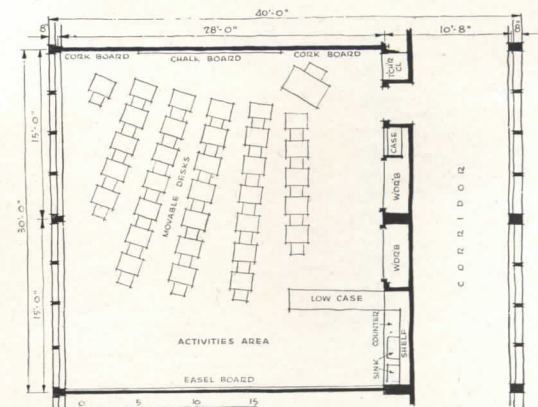 40'-0"
8" 28'-0" 10'-8" 8"
CORK BOARD CHALK BOARD CORK BOARD
TCH'R CL
15'-0"
30'-0"
15'-0"
CASE
WDR'B
WDRB
MOVABLE DESKS
CORRIDOR
LOW CASE
ACTIVITIES AREA
COUNTER
SHELF
SINK
EASEL BOARD
0 5 10 15